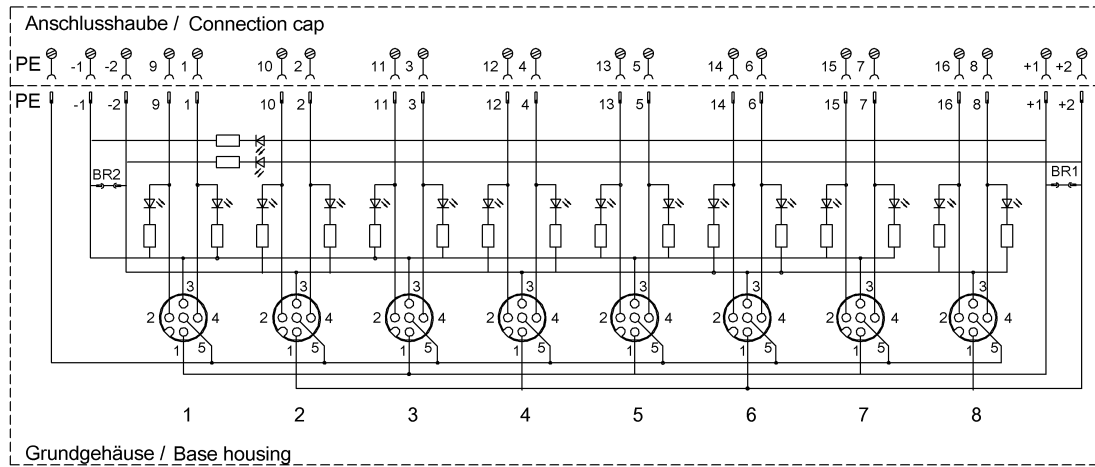 Anschlusshaube / Connection cap
PE -1 -2 9 1 10 2 11 3 12 4 13 5 14 6 15 7 16 8 +1 +2
PE -1 -2 9 1 10 2 11 3 12 4 13 5 14 6 15 7 16 8 +1 +2
BR2 BR1
3 3 3 3 3 3 3 3
2 4 2 4 2 4 2 4 2 4 2 4 2 4 2 4
1 5 1 5 1 5 1 5 1 5 1 5 1 5 1 5
1 2 3 4 5 6 7 8
Grundgehäuse / Base housing